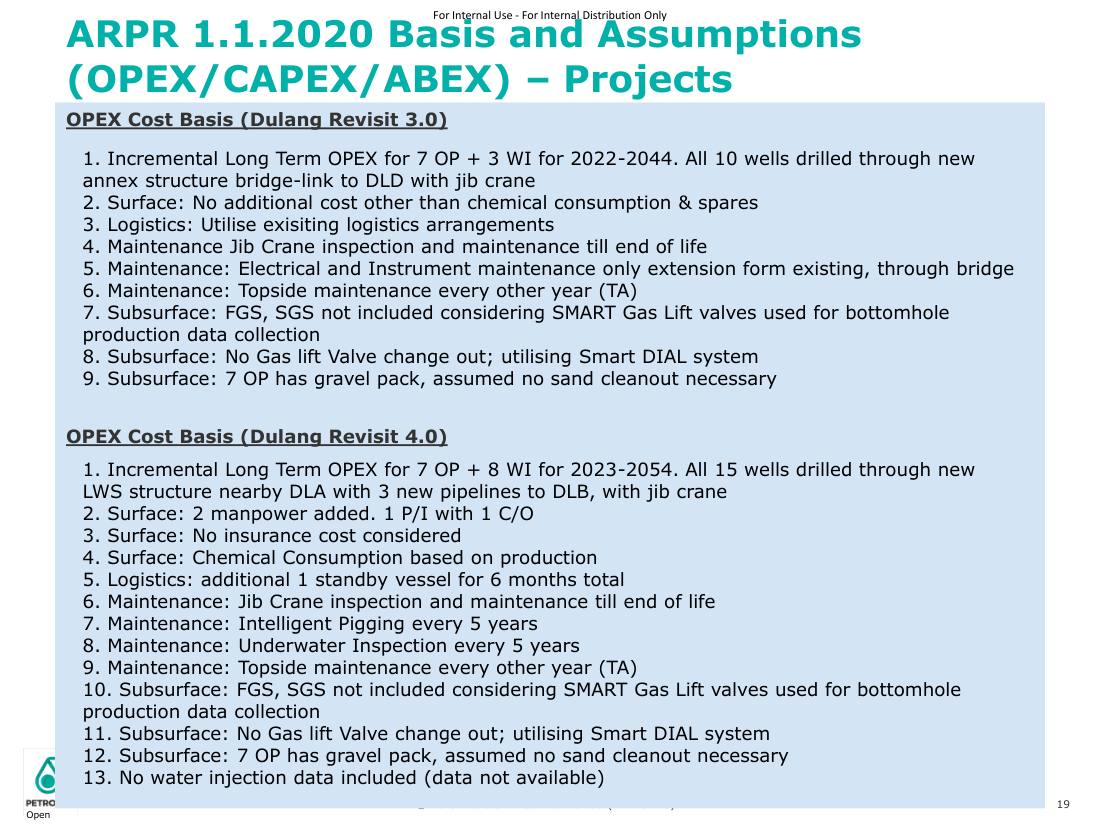 For Internal Use - For Internal Distribution Only
ARPR 1.1.2020 Basis and Assumptions
(OPEX/CAPEX/ABEX) – Projects
OPEX Cost Basis (Dulang Revisit 3.0)
1. Incremental Long Term OPEX for 7 OP + 3 WI for 2022-2044. All 10 wells drilled through new
annex structure bridge-link to DLD with jib crane
2. Surface: No additional cost other than chemical consumption & spares
3. Logistics: Utilise exisiting logistics arrangements
4. Maintenance Jib Crane inspection and maintenance till end of life
5. Maintenance: Electrical and Instrument maintenance only extension form existing, through bridge
6. Maintenance: Topside maintenance every other year (TA)
7. Subsurface: FGS, SGS not included considering SMART Gas Lift valves used for bottomhole
production data collection
8. Subsurface: No Gas lift Valve change out; utilising Smart DIAL system
9. Subsurface: 7 OP has gravel pack, assumed no sand cleanout necessary
OPEX Cost Basis (Dulang Revisit 4.0)
1. Incremental Long Term OPEX for 7 OP + 8 WI for 2023-2054. All 15 wells drilled through new
LWS structure nearby DLA with 3 new pipelines to DLB, with jib crane
2. Surface: 2 manpower added. 1 P/I with 1 C/O
3. Surface: No insurance cost considered
4. Surface: Chemical Consumption based on production
5. Logistics: additional 1 standby vessel for 6 months total
6. Maintenance: Jib Crane inspection and maintenance till end of life
7. Maintenance: Intelligent Pigging every 5 years
8. Maintenance: Underwater Inspection every 5 years
9. Maintenance: Topside maintenance every other year (TA)
10. Subsurface: FGS, SGS not included considering SMART Gas Lift valves used for bottomhole
production data collection
11. Subsurface: No Gas lift Valve change out; utilising Smart DIAL system
12. Subsurface: 7 OP has gravel pack, assumed no sand cleanout necessary
13. No water injection data included (data not available)
PETRO
Open
19